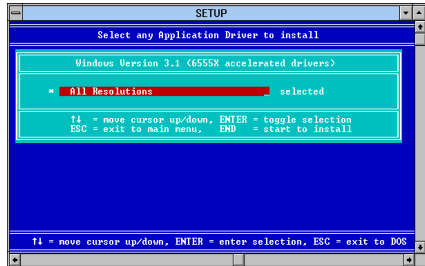 SETUP
Select any Application Driver to install
Windows Version 3.1 (6555X accelerated drivers)
* All Resolutions _ selected
↑↓ = move cursor up/down, ENTER = toggle selection
ESC = exit to main menu, END = start to install
↑↓ = move cursor up/down, ENTER = enter selection, ESC = exit to DOS